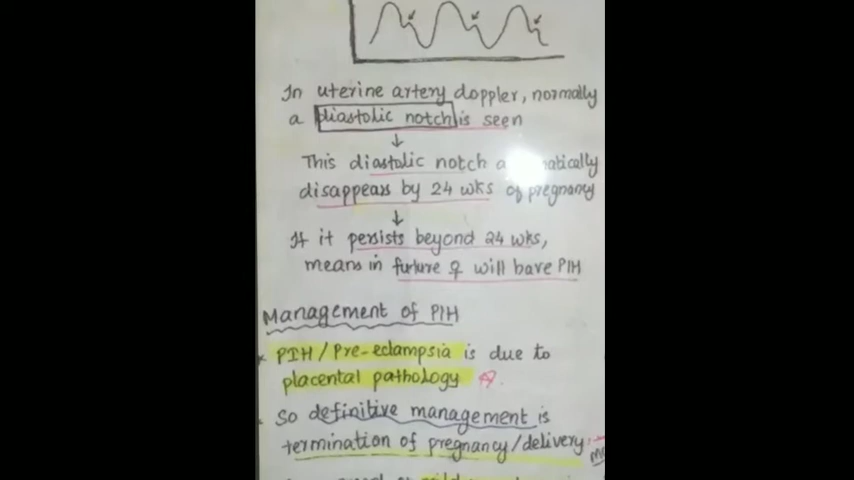 In uterine artery doppler, normally
a diastolic notch is seen
↓
This diastolic notch a matically
disappears by 24 wks of pregnancy
↓
If it persists beyond 24 wks,
means in future ♀ will have PIH
Management of PIH
* PIH/Pre-eclampsia is due to
placental pathology
* So definitive management is
termination of pregnancy/delivery